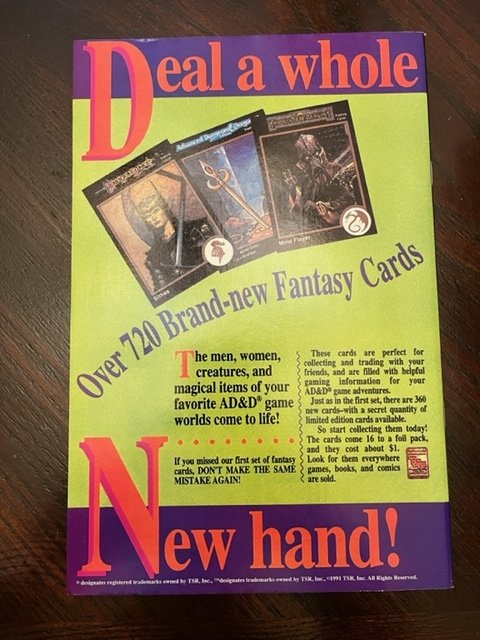 Deal a whole
Advanced Dungeons & Dragons
FORGOTTEN REALMS
Trading
Cards
Sithas
Mind Flayer
Over 720 Brand-new Fantasy Cards
The men, women,
creatures, and
magical items of your
favorite AD&D® game
worlds come to life!
If you missed our first set of fantasy
cards, DON'T MAKE THE SAME
MISTAKE AGAIN!
These cards are perfect for
collecting and trading with your
friends, and are filled with helpful
gaming information for your
AD&D® game adventures.
Just as in the first set, there are 360
new cards–with a secret quantity of
limited edition cards available.
So start collecting them today!
The cards come 16 to a foil pack,
and they cost about $1.
Look for them everywhere
games, books, and comics
are sold.
New hand!
® designates registered trademarks owned by TSR, Inc., ™designates trademarks owned by TSR, Inc., ©1991 TSR, Inc. All Rights Reserved.